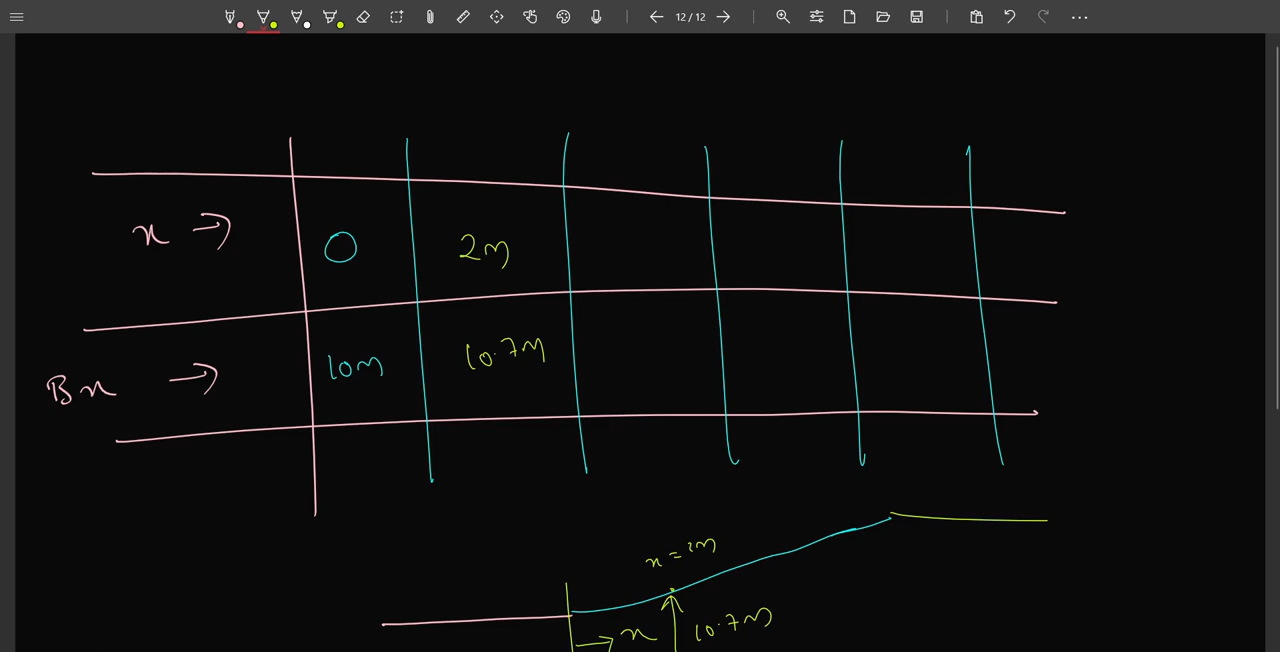 12/12
x → 0 2m
Bx → 10m 10.7m
x = 2m
→ x 10.7m